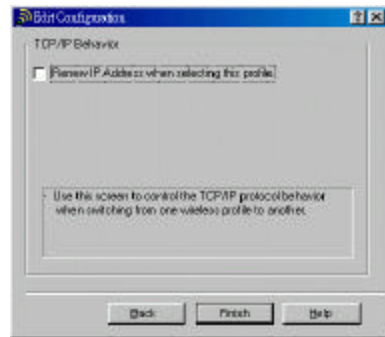 Edit Configuration
TCP/IP Behavior
Renew IP Address when selecting this profile.
Use this screen to control the TCP/IP protocol behavior
when switching from one wireless profile to another.
Back Finish Help